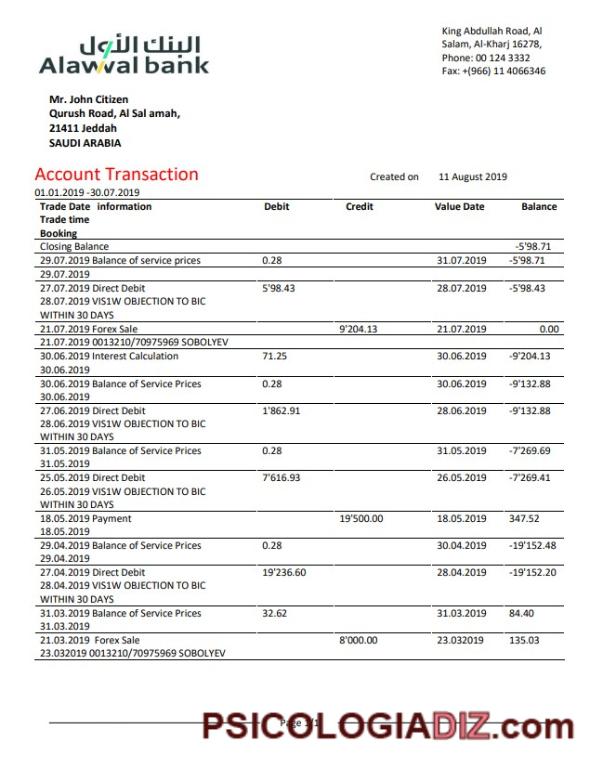 البنك الأول
Alawwal bank
King Abdullah Road, Al
Salam, Al-Kharj 16278,
Phone: 00 124 3332
Fax: +(966) 11 4066346
Mr. John Citizen
Qurush Road, Al Sal amah,
21411 Jeddah
SAUDI ARABIA
Account Transaction Created on 11 August 2019
01.01.2019 -30.07.2019
Trade Date information Debit Credit Value Date Balance
Trade time
Booking
Closing Balance -5'98.71
29.07.2019 Balance of service prices 0.28 31.07.2019 -5'98.71
29.07.2019
27.07.2019 Direct Debit 5'98.43 28.07.2019 -5'98.43
28.07.2019 VIS1W OBJECTION TO BIC
WITHIN 30 DAYS
21.07.2019 Forex Sale 9'204.13 21.07.2019 0.00
21.07.2019 0013210/70975969 SOBOLYEV
30.06.2019 Interest Calculation 71.25 30.06.2019 -9'204.13
30.06.2019
30.06.2019 Balance of Service Prices 0.28 30.06.2019 -9'132.88
30.06.2019
27.06.2019 Direct Debit 1'862.91 28.06.2019 -9'132.88
28.06.2019 VIS1W OBJECTION TO BIC
WITHIN 30 DAYS
31.05.2019 Balance of Service Prices 0.28 31.05.2019 -7'269.69
31.05.2019
25.05.2019 Direct Debit 7'616.93 26.05.2019 -7'269.41
26.05.2019 VIS1W OBJECTION TO BIC
WITHIN 30 DAYS
18.05.2019 Payment 19'500.00 18.05.2019 347.52
18.05.2019
29.04.2019 Balance of Service Prices 0.28 30.04.2019 -19'152.48
29.04.2019
27.04.2019 Direct Debit 19'236.60 28.04.2019 -19'152.20
28.04.2019 VIS1W OBJECTION TO BIC
WITHIN 30 DAYS
31.03.2019 Balance of Service Prices 32.62 31.03.2019 84.40
31.03.2019
21.03.2019 Forex Sale 8'000.00 23.032019 135.03
23.032019 0013210/70975969 SOBOLYEV
Page 1/1
PSICOLOGIADIZ.com